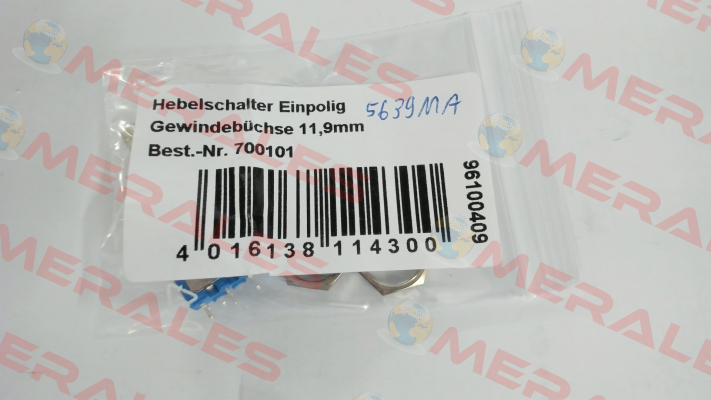 Hebelschalter Einpolig 5639MA
Gewindebüchse 11,9mm
Best.-Nr. 700101
4 016138 114300
96100409
MERALES
MERALES
MERALES
MERALES
MERALES